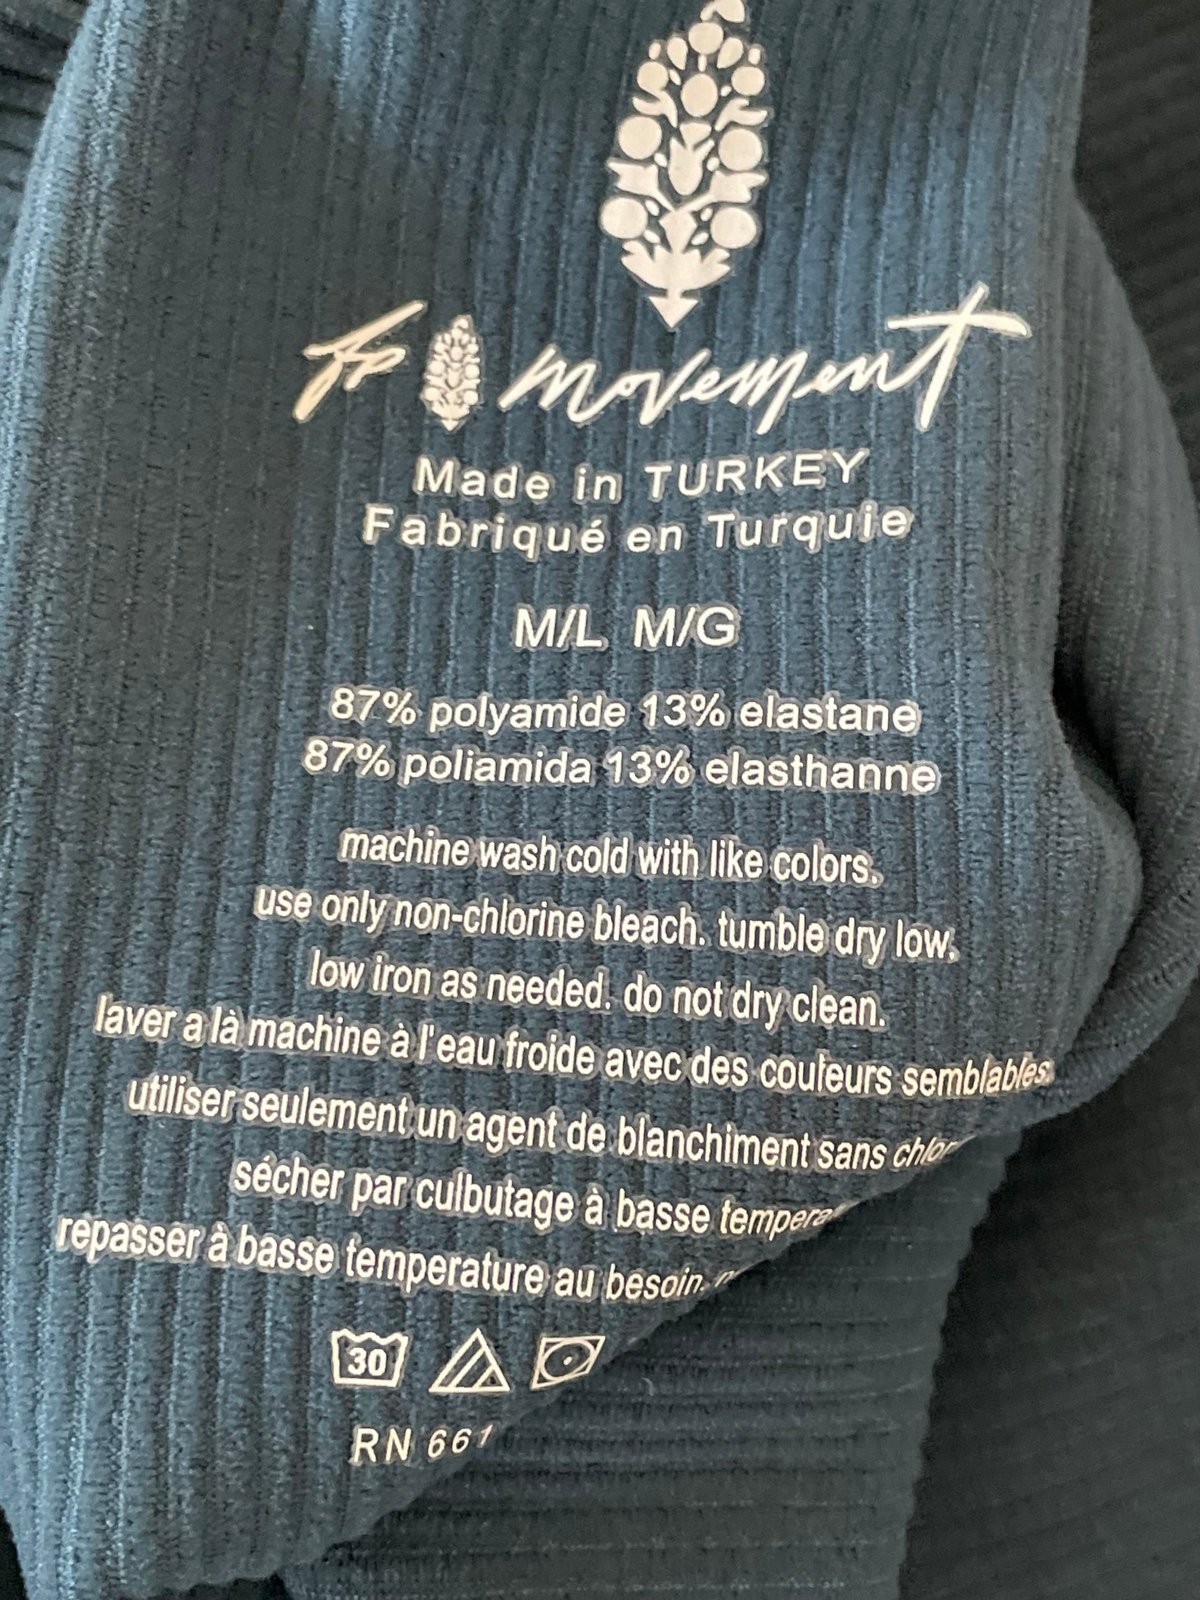 fp movement
Made in TURKEY
Fabriqué en Turquie
M/L M/G
87% polyamide 13% elastane
87% poliamida 13% elasthanne
machine wash cold with like colors.
use only non-chlorine bleach. tumble dry low.
low iron as needed. do not dry clean.
laver a là machine à l'eau froide avec des couleurs semblables.
utiliser seulement un agent de blanchiment sans
sécher par culbutage à basse
repasser à basse temperature au besoin.
30
RN 661